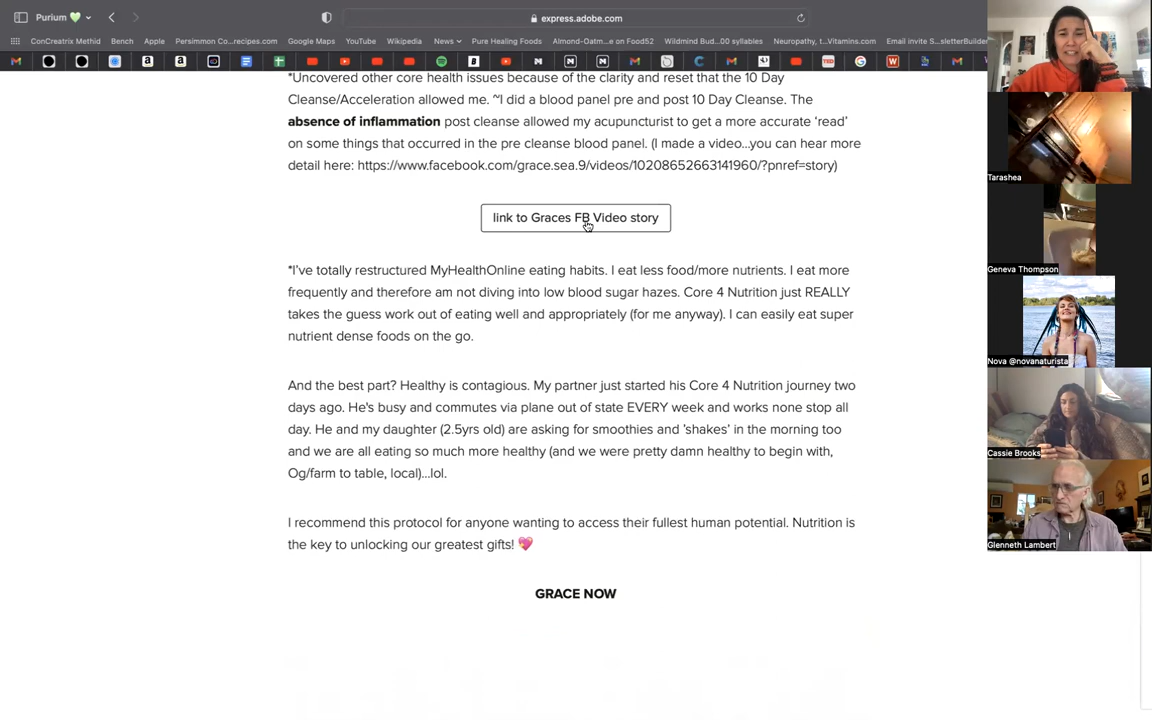 Purium 💚
express.adobe.com
ConCreatrix Methid Bench Apple Persimmon Co...recipes.com Google Maps YouTube Wikipedia News Pure Healing Foods Almond-Oatm...e on Food52 Wildmind Bud...00 syllables Neuropathy, t...Vitamins.com Email invite S...sletterBuilder
*Uncovered other core health issues because of the clarity and reset that the 10 Day
Cleanse/Acceleration allowed me. ~I did a blood panel pre and post 10 Day Cleanse. The
absence of inflammation post cleanse allowed my acupuncturist to get a more accurate ‘read’
on some things that occurred in the pre cleanse blood panel. (I made a video...you can hear more
detail here: https://www.facebook.com/grace.sea.9/videos/10208652663141960/?pnref=story)
link to Graces FB Video story
*I’ve totally restructured MyHealthOnline eating habits. I eat less food/more nutrients. I eat more
frequently and therefore am not diving into low blood sugar hazes. Core 4 Nutrition just REALLY
takes the guess work out of eating well and appropriately (for me anyway). I can easily eat super
nutrient dense foods on the go.
And the best part? Healthy is contagious. My partner just started his Core 4 Nutrition journey two
days ago. He's busy and commutes via plane out of state EVERY week and works none stop all
day. He and my daughter (2.5yrs old) are asking for smoothies and 'shakes’ in the morning too
and we are all eating so much more healthy (and we were pretty damn healthy to begin with,
Og/farm to table, local)...lol.
I recommend this protocol for anyone wanting to access their fullest human potential. Nutrition is
the key to unlocking our greatest gifts! 💖
GRACE NOW
Tarashea
Geneva Thompson
Nova @novanaturista
Cassie Brooks
Glenneth Lambert